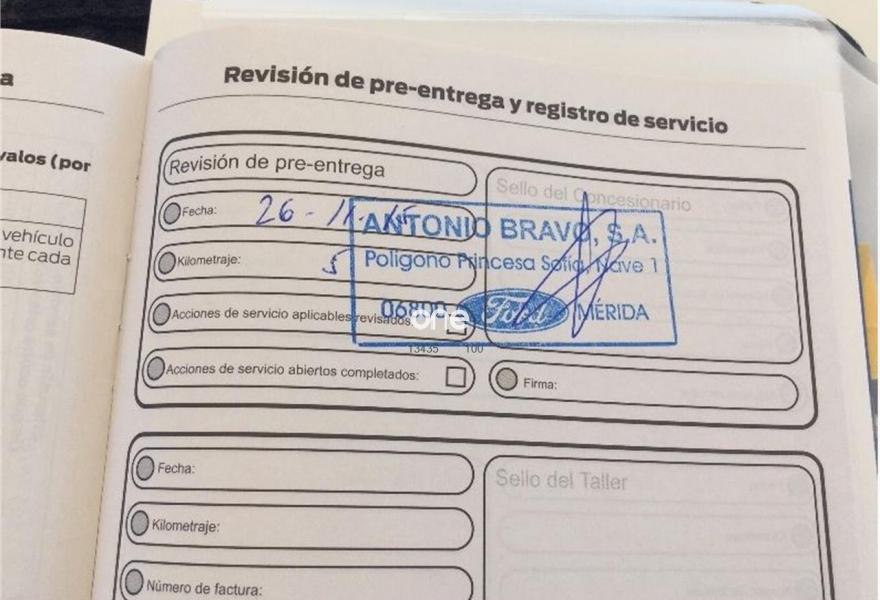 a
valos (por
vehículo
nte cada
Revisión de pre-entrega y registro de servicio
Revisión de pre-entrega
Sello del Concesionario
Fecha: 26 - 11 -
ANTONIO BRAVO, S.A.
Kilometraje: 5
Poligono Princesa Sofía, Nave 1
Acciones de servicio aplicables revisados
06800
Ford
MÉRIDA
one
13435 100
Acciones de servicio abiertos completados:
Firma:
Fecha:
Sello del Taller
Kilometraje:
Número de factura: